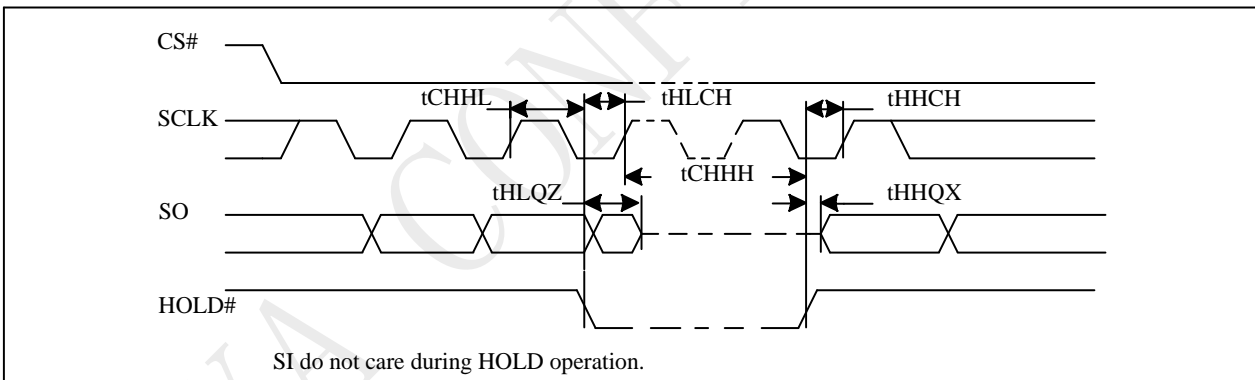 CS#
tCHHL
tHLCH
tHHCH
SCLK
tCHHH
tHLQZ
tHHQX
SO
HOLD#
SI do not care during HOLD operation.